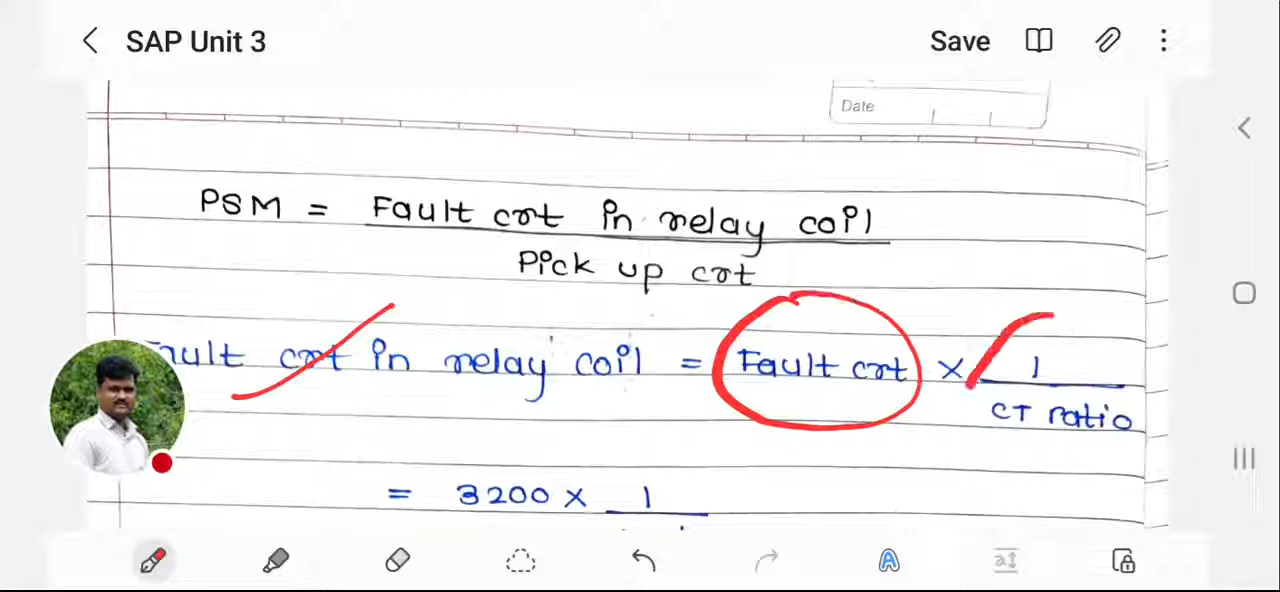 SAP Unit 3
Save
Date
PSM = Fault crt in relay coil
Pick up crt
crt in relay coil = Fault crt × 1
CT ratio
= 3200 × 1